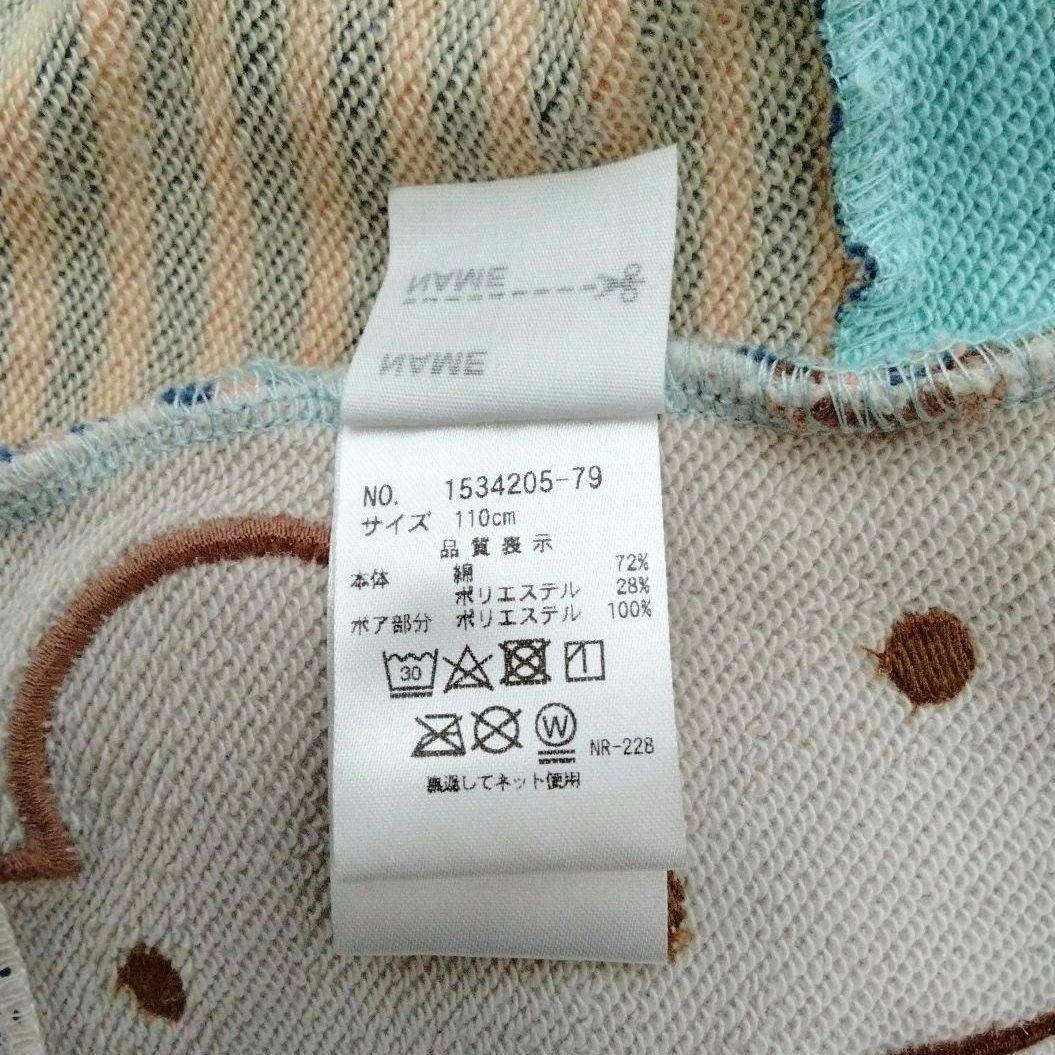 NAME
NAME
NO. 1534205-79
サイズ 110cm
品質表示
本体 綿 72%
ポリエステル 28%
ボア部分 ポリエステル 100%
30
W
NR-228
裏返してネット使用